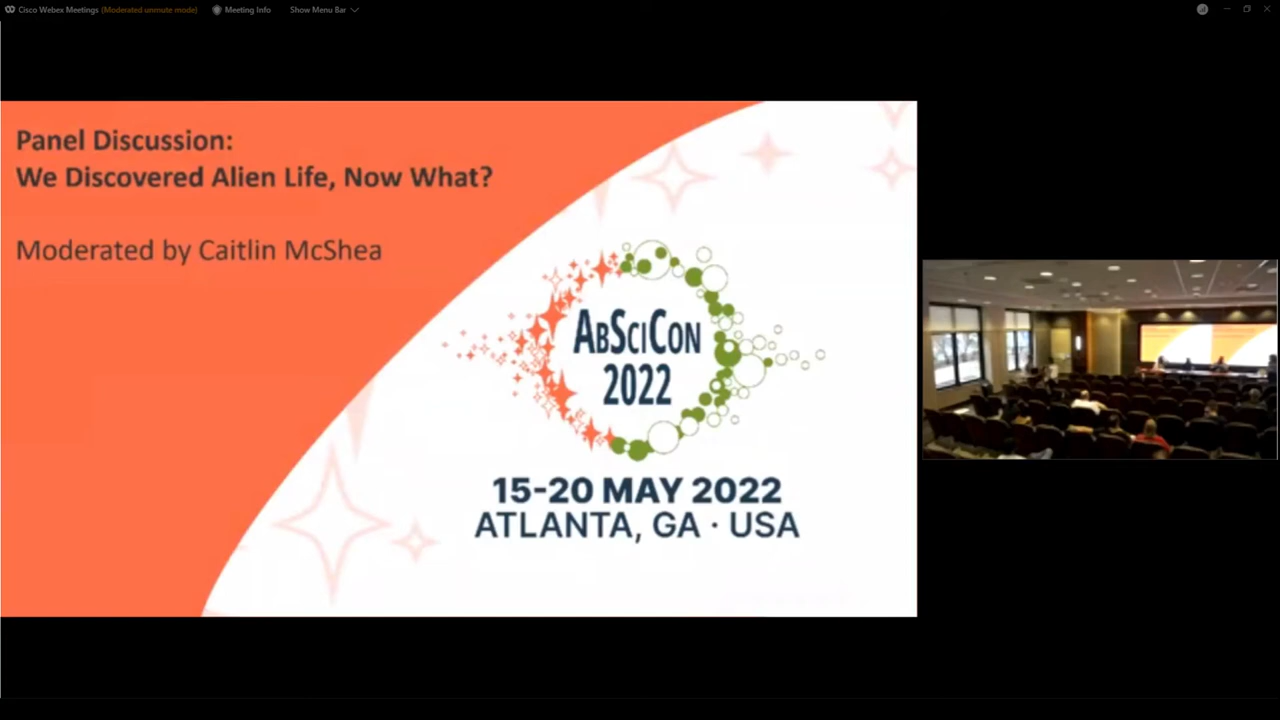 Cisco Webex Meetings (Moderated unmute mode) Meeting Info Show Menu Bar
Panel Discussion:
We Discovered Alien Life, Now What?
Moderated by Caitlin McShea
ABSCICON
2022
15-20 MAY 2022
ATLANTA, GA · USA